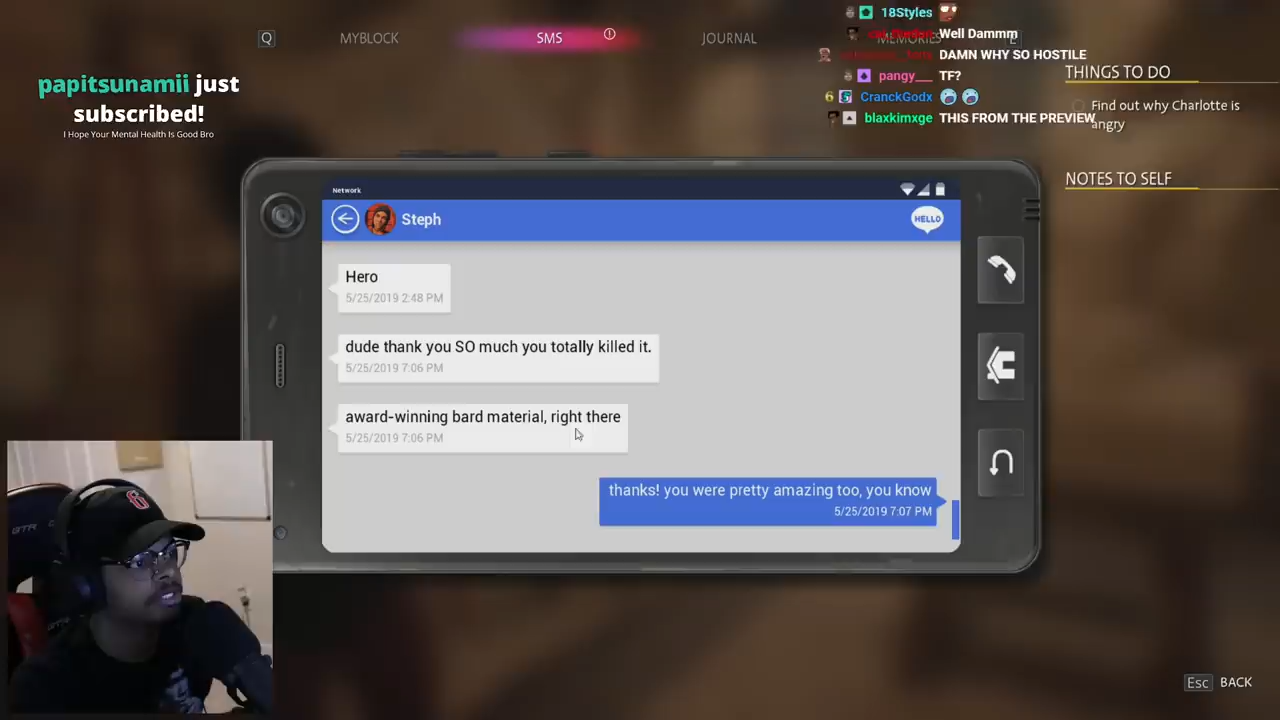 Q
MYBLOCK
SMS
JOURNAL
MEMORIES
18Styles
Well Dammm
DAMN WHY SO HOSTILE
pangy__ TF?
6 CranckGodx
blaxkimxge THIS FROM THE PREVIEW
THINGS TO DO
Find out why Charlotte is
angry
NOTES TO SELF
papitsunamii just
subscribed!
I Hope Your Mental Health Is Good Bro
Network
Steph
HELLO
Hero
5/25/2019 2:48 PM
dude thank you SO much you totally killed it.
5/25/2019 7:06 PM
award-winning bard material, right there
5/25/2019 7:06 PM
thanks! you were pretty amazing too, you know
5/25/2019 7:07 PM
Esc BACK